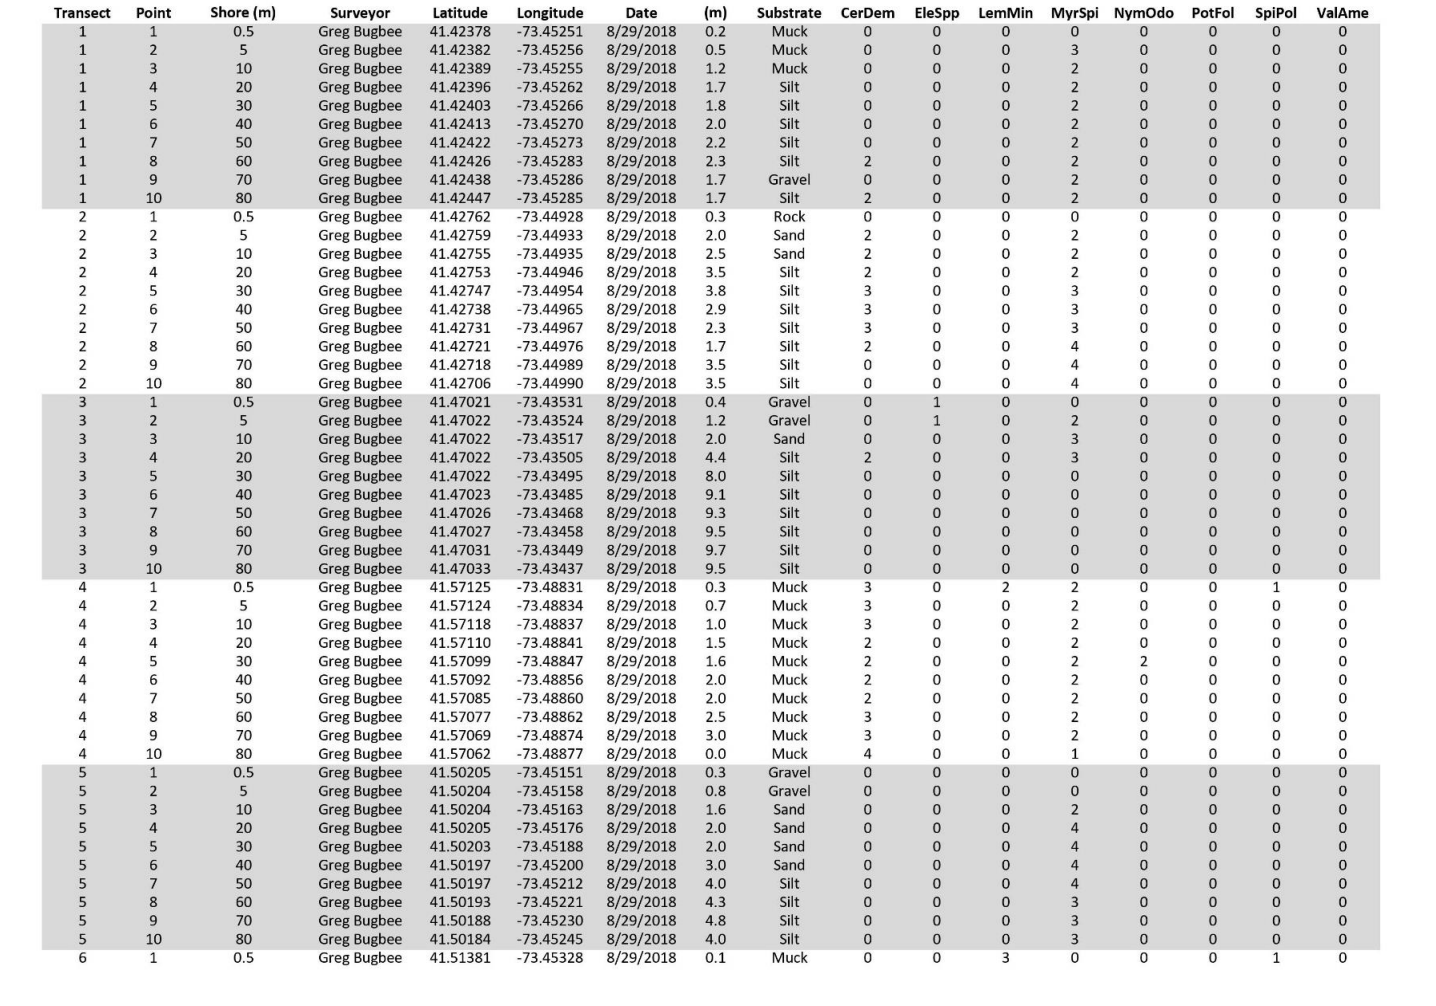 Transect Point Shore (m) Surveyor Latitude Longitude Date (m) Substrate CerDem EleSpp LemMin MyrSpi NymOdo PotFol SpiPol ValAme
1 1 0.5 Greg Bugbee 41.42378 -73.45251 8/29/2018 0.2 Muck 0 0 0 0 0 0 0 0
1 2 5 Greg Bugbee 41.42382 -73.45256 8/29/2018 0.5 Muck 0 0 0 3 0 0 0 0
1 3 10 Greg Bugbee 41.42389 -73.45255 8/29/2018 1.2 Muck 0 0 0 2 0 0 0 0
1 4 20 Greg Bugbee 41.42396 -73.45262 8/29/2018 1.7 Silt 0 0 0 2 0 0 0 0
1 5 30 Greg Bugbee 41.42403 -73.45266 8/29/2018 1.8 Silt 0 0 0 2 0 0 0 0
1 6 40 Greg Bugbee 41.42413 -73.45270 8/29/2018 2.0 Silt 0 0 0 2 0 0 0 0
1 7 50 Greg Bugbee 41.42422 -73.45273 8/29/2018 2.2 Silt 0 0 0 2 0 0 0 0
1 8 60 Greg Bugbee 41.42426 -73.45283 8/29/2018 2.3 Silt 2 0 0 2 0 0 0 0
1 9 70 Greg Bugbee 41.42438 -73.45286 8/29/2018 1.7 Gravel 0 0 0 2 0 0 0 0
1 10 80 Greg Bugbee 41.42447 -73.45285 8/29/2018 1.7 Silt 2 0 0 2 0 0 0 0
2 1 0.5 Greg Bugbee 41.42762 -73.44928 8/29/2018 0.3 Rock 0 0 0 0 0 0 0 0
2 2 5 Greg Bugbee 41.42759 -73.44933 8/29/2018 2.0 Sand 2 0 0 2 0 0 0 0
2 3 10 Greg Bugbee 41.42755 -73.44935 8/29/2018 2.5 Sand 2 0 0 2 0 0 0 0
2 4 20 Greg Bugbee 41.42753 -73.44946 8/29/2018 3.5 Silt 2 0 0 2 0 0 0 0
2 5 30 Greg Bugbee 41.42747 -73.44954 8/29/2018 3.8 Silt 3 0 0 3 0 0 0 0
2 6 40 Greg Bugbee 41.42738 -73.44965 8/29/2018 2.9 Silt 3 0 0 3 0 0 0 0
2 7 50 Greg Bugbee 41.42731 -73.44967 8/29/2018 2.3 Silt 3 0 0 3 0 0 0 0
2 8 60 Greg Bugbee 41.42721 -73.44976 8/29/2018 1.7 Silt 2 0 0 4 0 0 0 0
2 9 70 Greg Bugbee 41.42718 -73.44989 8/29/2018 3.5 Silt 0 0 0 4 0 0 0 0
2 10 80 Greg Bugbee 41.42706 -73.44990 8/29/2018 3.5 Silt 0 0 0 4 0 0 0 0
3 1 0.5 Greg Bugbee 41.47021 -73.43531 8/29/2018 0.4 Gravel 0 1 0 0 0 0 0 0
3 2 5 Greg Bugbee 41.47022 -73.43524 8/29/2018 1.2 Gravel 0 1 0 2 0 0 0 0
3 3 10 Greg Bugbee 41.47022 -73.43517 8/29/2018 2.0 Sand 0 0 0 3 0 0 0 0
3 4 20 Greg Bugbee 41.47022 -73.43505 8/29/2018 4.4 Silt 2 0 0 3 0 0 0 0
3 5 30 Greg Bugbee 41.47022 -73.43495 8/29/2018 8.0 Silt 0 0 0 0 0 0 0 0
3 6 40 Greg Bugbee 41.47023 -73.43485 8/29/2018 9.1 Silt 0 0 0 0 0 0 0 0
3 7 50 Greg Bugbee 41.47026 -73.43468 8/29/2018 9.3 Silt 0 0 0 0 0 0 0 0
3 8 60 Greg Bugbee 41.47027 -73.43458 8/29/2018 9.5 Silt 0 0 0 0 0 0 0 0
3 9 70 Greg Bugbee 41.47031 -73.43449 8/29/2018 9.7 Silt 0 0 0 0 0 0 0 0
3 10 80 Greg Bugbee 41.47033 -73.43437 8/29/2018 9.5 Silt 0 0 0 0 0 0 0 0
4 1 0.5 Greg Bugbee 41.57125 -73.48831 8/29/2018 0.3 Muck 3 0 2 2 0 0 1 0
4 2 5 Greg Bugbee 41.57124 -73.48834 8/29/2018 0.7 Muck 3 0 0 2 0 0 0 0
4 3 10 Greg Bugbee 41.57118 -73.48837 8/29/2018 1.0 Muck 3 0 0 2 0 0 0 0
4 4 20 Greg Bugbee 41.57110 -73.48841 8/29/2018 1.5 Muck 2 0 0 2 0 0 0 0
4 5 30 Greg Bugbee 41.57099 -73.48847 8/29/2018 1.6 Muck 2 0 0 2 2 0 0 0
4 6 40 Greg Bugbee 41.57092 -73.48856 8/29/2018 2.0 Muck 2 0 0 2 0 0 0 0
4 7 50 Greg Bugbee 41.57085 -73.48860 8/29/2018 2.0 Muck 2 0 0 2 0 0 0 0
4 8 60 Greg Bugbee 41.57077 -73.48862 8/29/2018 2.5 Muck 3 0 0 2 0 0 0 0
4 9 70 Greg Bugbee 41.57069 -73.48874 8/29/2018 3.0 Muck 3 0 0 2 0 0 0 0
4 10 80 Greg Bugbee 41.57062 -73.48877 8/29/2018 0.0 Muck 4 0 0 1 0 0 0 0
5 1 0.5 Greg Bugbee 41.50205 -73.45151 8/29/2018 0.3 Gravel 0 0 0 0 0 0 0 0
5 2 5 Greg Bugbee 41.50204 -73.45158 8/29/2018 0.8 Gravel 0 0 0 0 0 0 0 0
5 3 10 Greg Bugbee 41.50204 -73.45163 8/29/2018 1.6 Sand 0 0 0 2 0 0 0 0
5 4 20 Greg Bugbee 41.50205 -73.45176 8/29/2018 2.0 Sand 0 0 0 4 0 0 0 0
5 5 30 Greg Bugbee 41.50203 -73.45188 8/29/2018 2.0 Sand 0 0 0 4 0 0 0 0
5 6 40 Greg Bugbee 41.50197 -73.45200 8/29/2018 3.0 Sand 0 0 0 4 0 0 0 0
5 7 50 Greg Bugbee 41.50197 -73.45212 8/29/2018 4.0 Silt 0 0 0 4 0 0 0 0
5 8 60 Greg Bugbee 41.50193 -73.45221 8/29/2018 4.3 Silt 0 0 0 3 0 0 0 0
5 9 70 Greg Bugbee 41.50188 -73.45230 8/29/2018 4.8 Silt 0 0 0 3 0 0 0 0
5 10 80 Greg Bugbee 41.50184 -73.45245 8/29/2018 4.0 Silt 0 0 0 3 0 0 0 0
6 1 0.5 Greg Bugbee 41.51381 -73.45328 8/29/2018 0.1 Muck 0 0 3 0 0 0 1 0